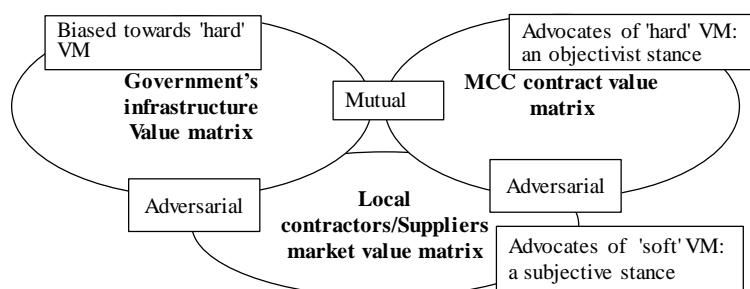 Biased towards 'hard'
VM
Advocates of 'hard' VM:
an objectivist stance
Government's
infrastructure
Value matrix
Mutual
MCC contract value
matrix
Adversarial
Adversarial
Local
contractors/Suppliers
market value matrix
Advocates of 'soft' VM:
a subjective stance